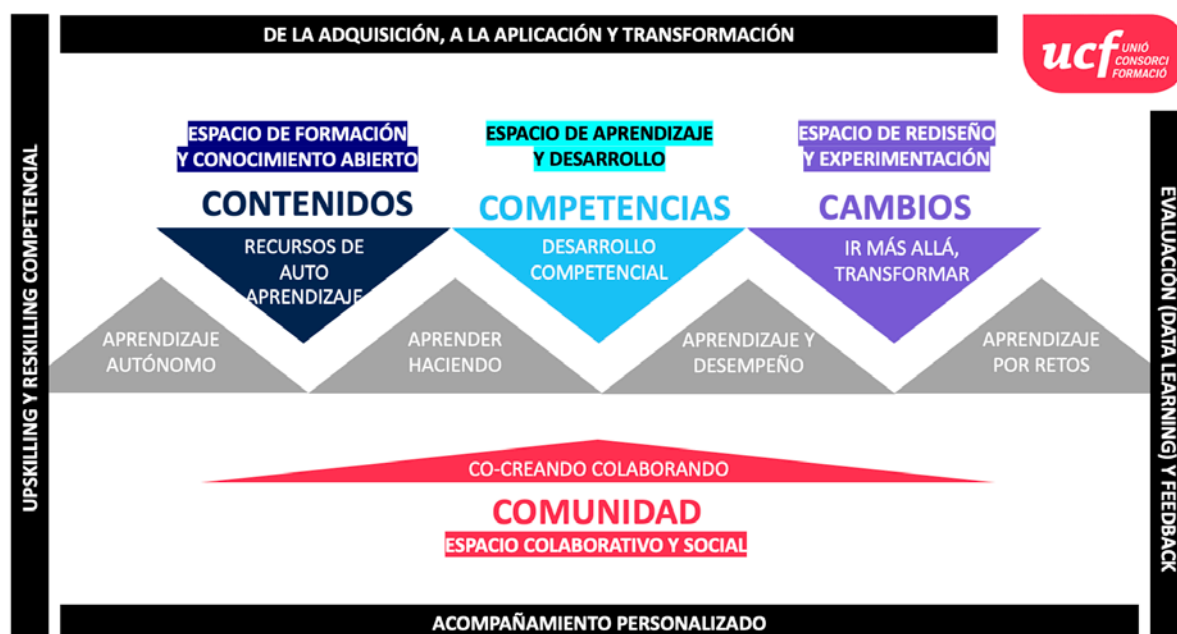 DE LA ADQUISICIÓN, A LA APLICACIÓN Y TRANSFORMACIÓN
ucf UNIÓ
CONSORCI
FORMACIÓ
UPSKILLING Y RESKILLING COMPETENCIAL
ESPACIO DE FORMACIÓN
Y CONOCIMIENTO ABIERTO
CONTENIDOS
RECURSOS DE
AUTO
APRENDIZAJE
ESPACIO DE APRENDIZAJE
Y DESARROLLO
COMPETENCIAS
DESARROLLO
COMPETENCIAL
ESPACIO DE REDISEÑO
Y EXPERIMENTACIÓN
CAMBIOS
IR MÁS ALLÁ,
TRANSFORMAR
APRENDIZAJE
AUTÓNOMO
APRENDER
HACIENDO
APRENDIZAJE Y
DESEMPEÑO
APRENDIZAJE
POR RETOS
CO-CREANDO COLABORANDO
COMUNIDAD
ESPACIO COLABORATIVO Y SOCIAL
EVALUACIÓN (DATA LEARNING) Y FEEDBACK
ACOMPAÑAMIENTO PERSONALIZADO